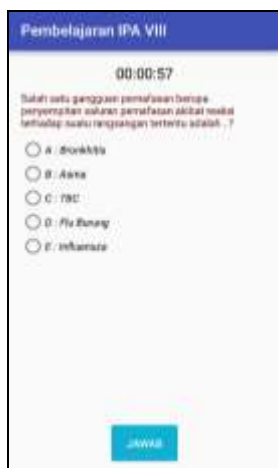 Pembelajaran IPA VIII
00:00:57
Salah satu gangguan pernafasan berupa
penyempitan saluran pernafasan akibat reaksi
terhadap suatu rangsangan tertentu adalah...?
A : Bronkhitis
B : Asma
C : TBC
D : Flu Burung
E : Influenza
JAWAB